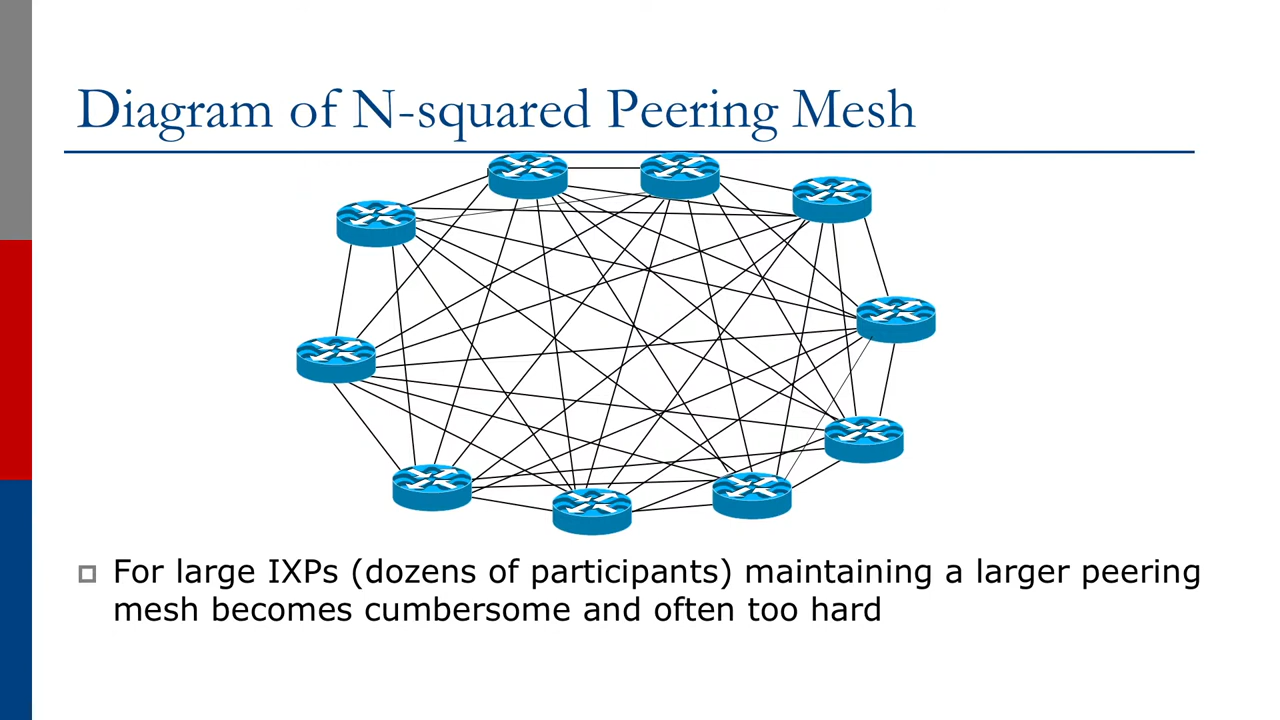 Diagram of N-squared Peering Mesh
For large IXPs (dozens of participants) maintaining a larger peering
mesh becomes cumbersome and often too hard